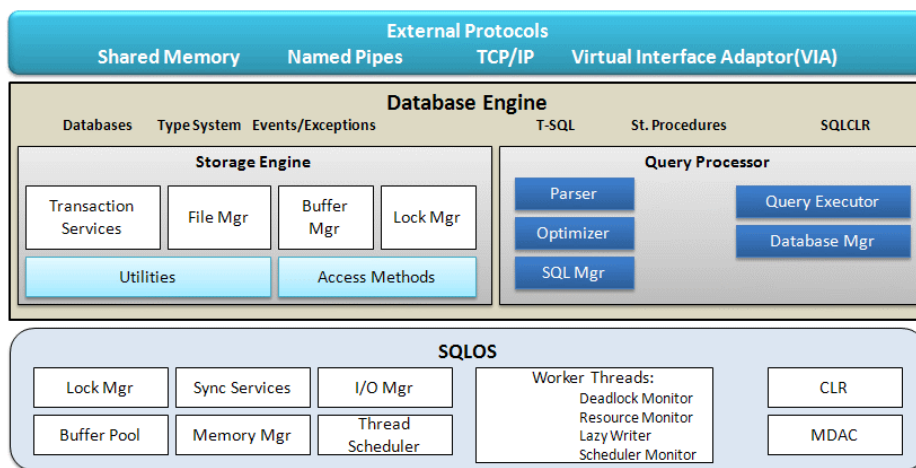 External Protocols
Shared Memory Named Pipes TCP/IP Virtual Interface Adaptor(VIA)
Database Engine
Databases Type System Events/Exceptions T-SQL St. Procedures SQLCLR
Storage Engine
Transaction
Services
File Mgr
Buffer
Mgr
Lock Mgr
Utilities
Access Methods
Query Processor
Parser
Optimizer
SQL Mgr
Query Executor
Database Mgr
SQLOS
Lock Mgr
Sync Services
I/O Mgr
Buffer Pool
Memory Mgr
Thread
Scheduler
Worker Threads:
Deadlock Monitor
Resource Monitor
Lazy Writer
Scheduler Monitor
CLR
MDAC